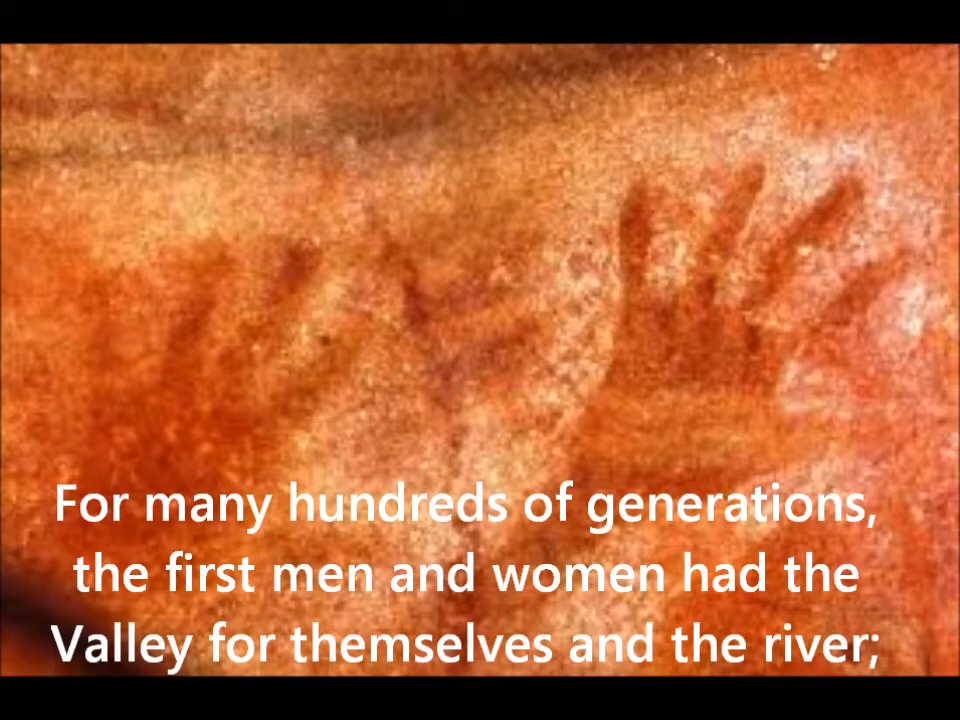 For many hundreds of generations,
the first men and women had the
Valley for themselves and the river;